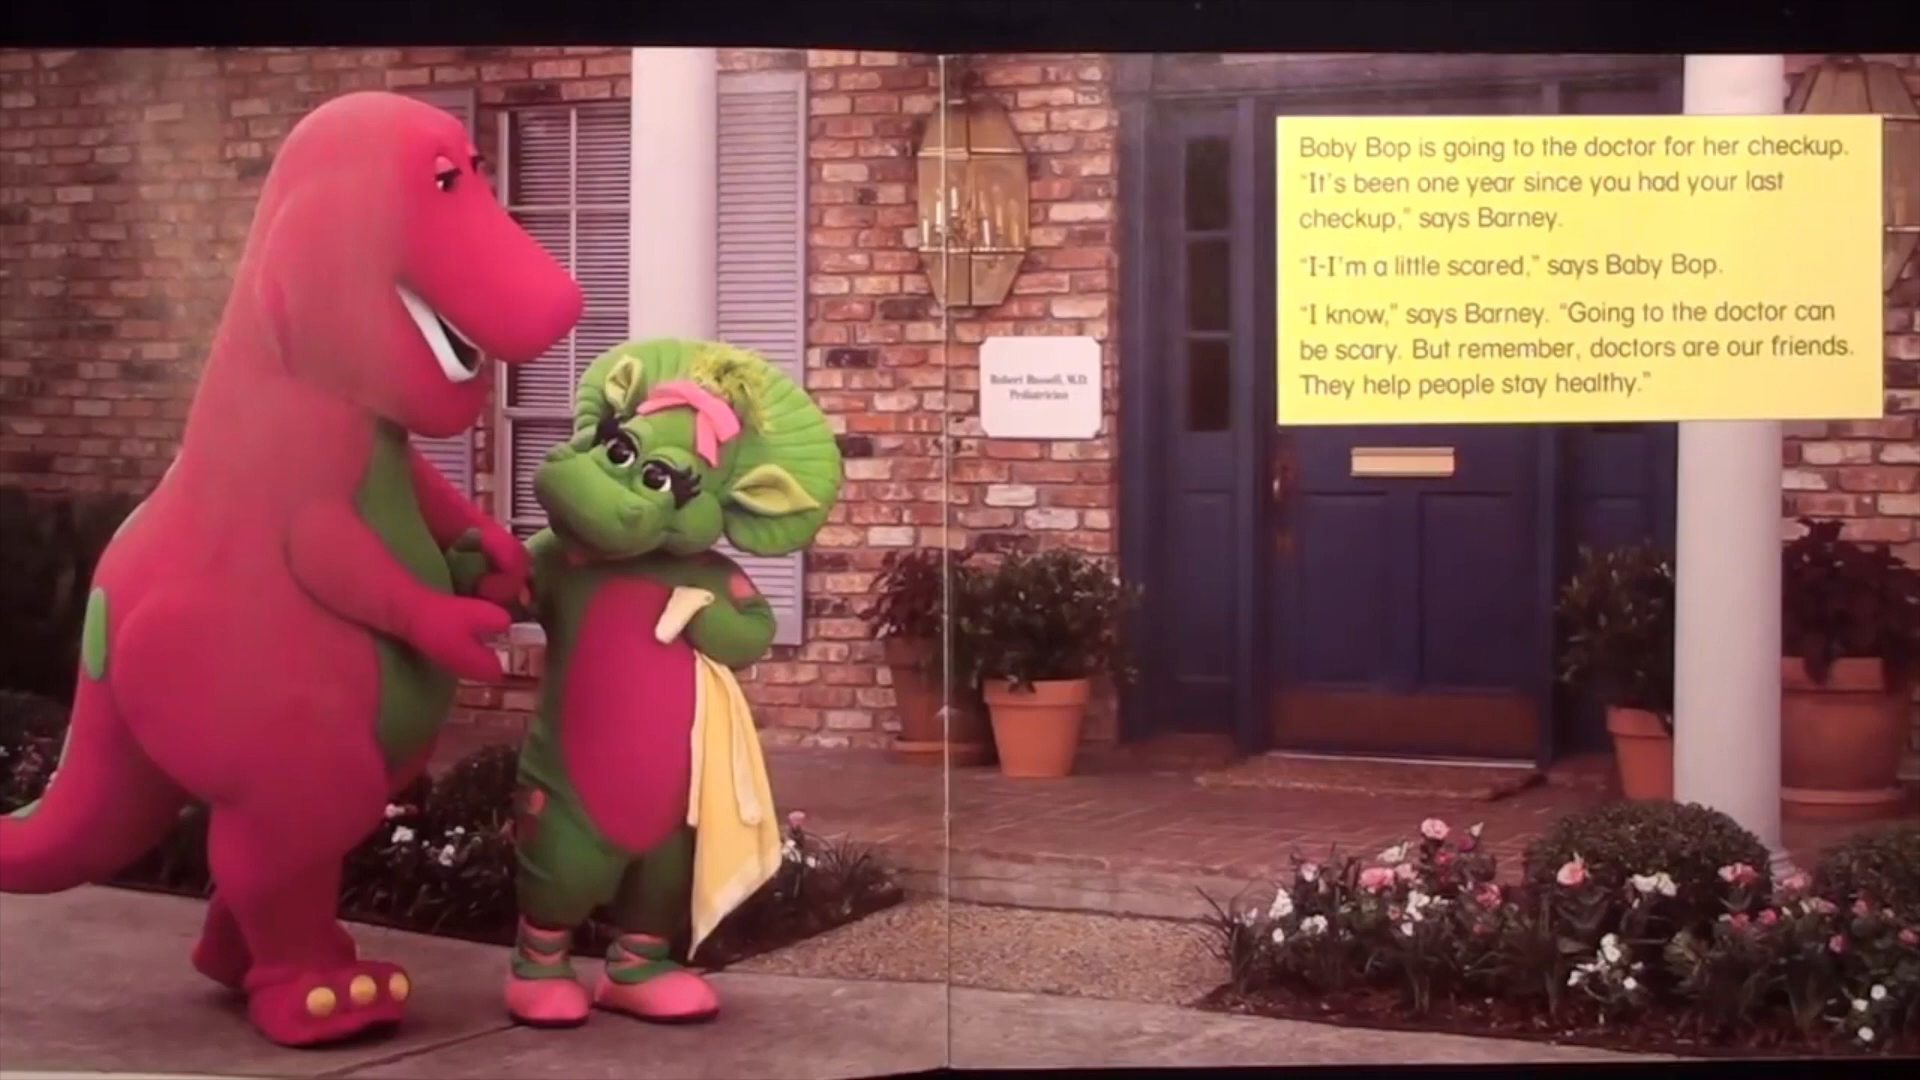 Baby Bop is going to the doctor for her checkup.
"It's been one year since you had your last
checkup," says Barney.
"I-I'm a little scared," says Baby Bop.
"I know," says Barney. "Going to the doctor can
be scary. But remember, doctors are our friends.
They help people stay healthy."
Robert Russell, M.D.
Pediatrician